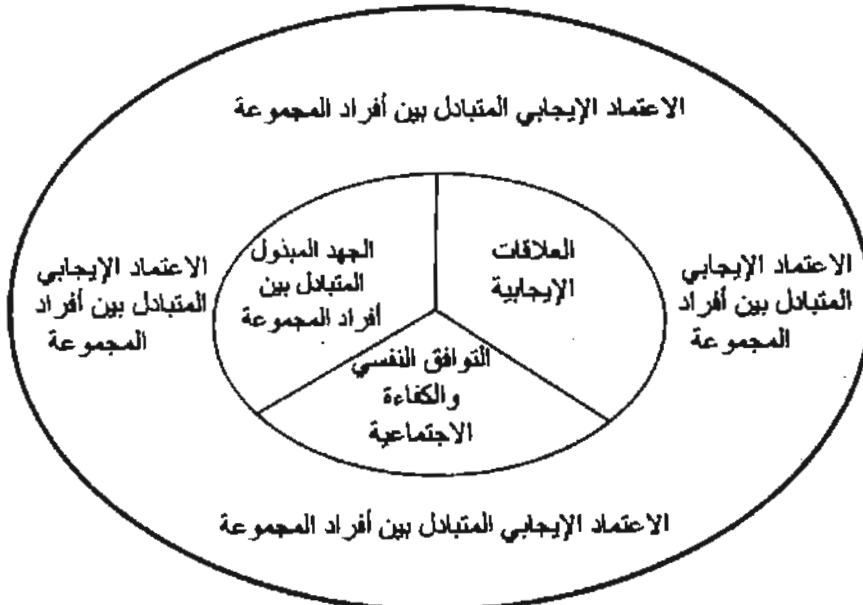 الاعتماد الإيجابي المتبادل بين أفراد المجموعة
العلاقات
الإيجابية
الجهد المبذول
المتبادل بين
أفراد المجموعة
التوافق النفسي
والكفاءة
الاجتماعية
الاعتماد الإيجابي
المتبادل بين أفراد
المجموعة
الاعتماد الإيجابي
المتبادل بين أفراد
المجموعة
الاعتماد الإيجابي المتبادل بين أفراد المجموعة